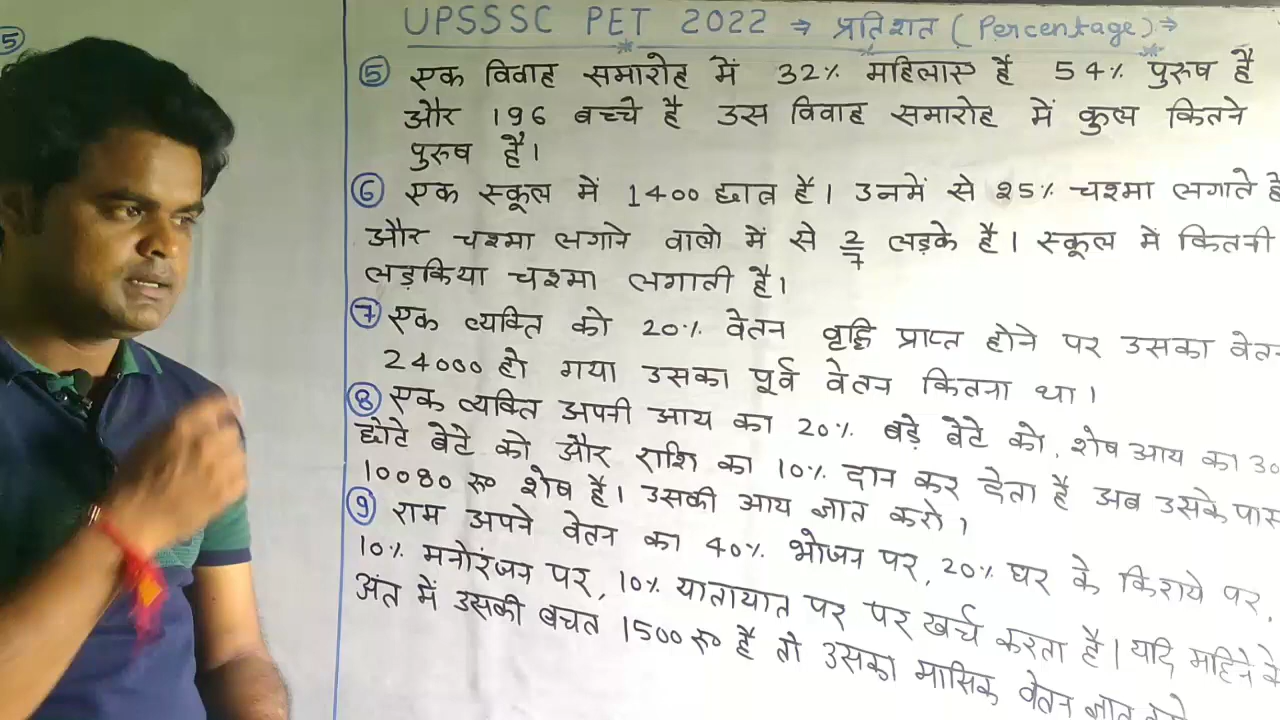 5
UPSSSC PET 2022 → प्रतिशत ( Percentage ) →
⑤ एक विवाह समारोह में 32% महिलाए है 54% पुरुष है
और 196 बच्चे है उस विवाह समारोह में कुल कितने
पुरुष है।
⑥ एक स्कूल में 1400 छात्र है। उनमें से 25% चश्मा लगाते है
और चश्मा लगाने वालो में से 2/7 लड़के है। स्कूल में कितनी
लड़किया चश्मा लगाती है।
⑦ एक व्यक्ति को 20% वेतन वृद्धि प्राप्त होने पर उसका वेतन
24000 हो गया उसका पूर्व वेतन कितना था।
⑧ एक व्यक्ति अपनी आय का 20% बड़े बेटे को, शेष आय का 30
छोटे बेटे को और राशि का 10% दान कर देता है अब उसके पास
10080 रू० शेष है। उसकी आय ज्ञात करो।
⑨ राम अपने वेतन का 40% भोजन पर, 20% घर के किराये पर,
10% मनोरंजन पर, 10% यातायात पर पर खर्च करता है। यदि महिने के
अंत में उसकी बचत 1500 रू० है तो उसका मासिक वेतन ज्ञात